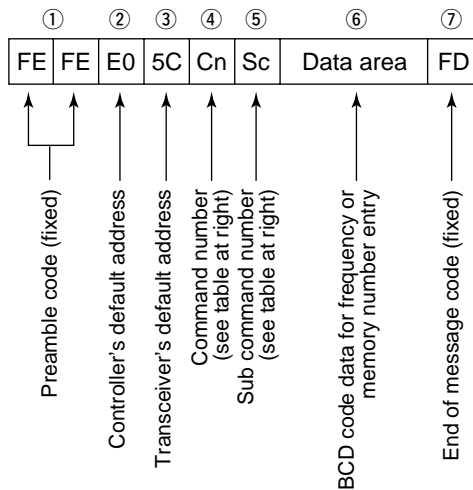 ① ② ③ ④ ⑤ ⑥ ⑦
FE FE E0 5C Cn Sc Data area FD
Preamble code (fixed)
Controller's default address
Transceiver's default address
Command number
(see table at right)
Sub command number
(see table at right)
BCD code data for frequency or
memory number entry
End of message code (fixed)